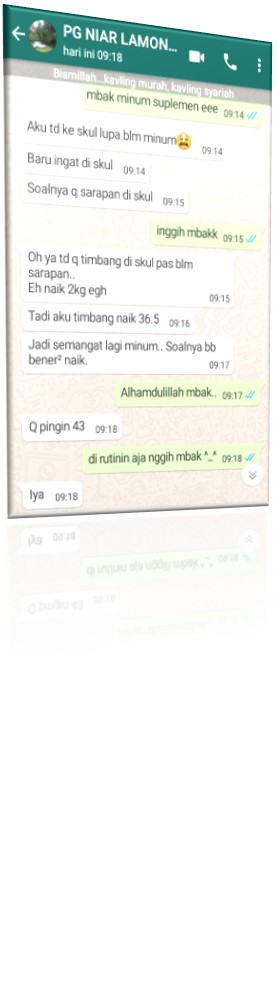 PG NIAR LAMON...
hari ini 09:18
Bismillah...kavling murah, kavling syariah
mbak minum suplemen eee 09:14
Aku td ke skul lupa blm minum😫 09:14
Baru ingat di skul 09:14
Soalnya q sarapan di skul 09:15
inggih mbakk 09:15
Oh ya td q timbang di skul pas blm
sarapan..
Eh naik 2kg egh 09:15
Tadi aku timbang naik 36.5 09:16
Jadi semangat lagi minum.. Soalnya bb
bener² naik. 09:17
Alhamdulillah mbak.. 09:17
Q pingin 43 09:18
di rutinin aja nggih mbak ^_^ 09:18
Iya 09:18